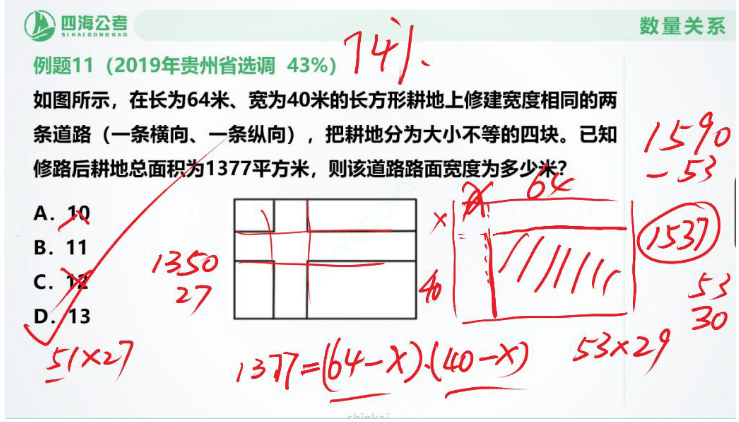 四海公考
SI HAI GONG KAO
数量关系
例题11（2019年贵州省选调 43%）
74%
如图所示，在长为64米、宽为40米的长方形耕地上修建宽度相同的两
条道路（一条横向、一条纵向），把耕地分为大小不等的四块。已知
修路后耕地总面积为1377平方米，则该道路路面宽度为多少米？
A. 10
B. 11
C. 12
D. 13
51×27
1350
27
x
64
x
40
1590
-53
1537
53
30
1377=(64-x)·(40-x)
53×29